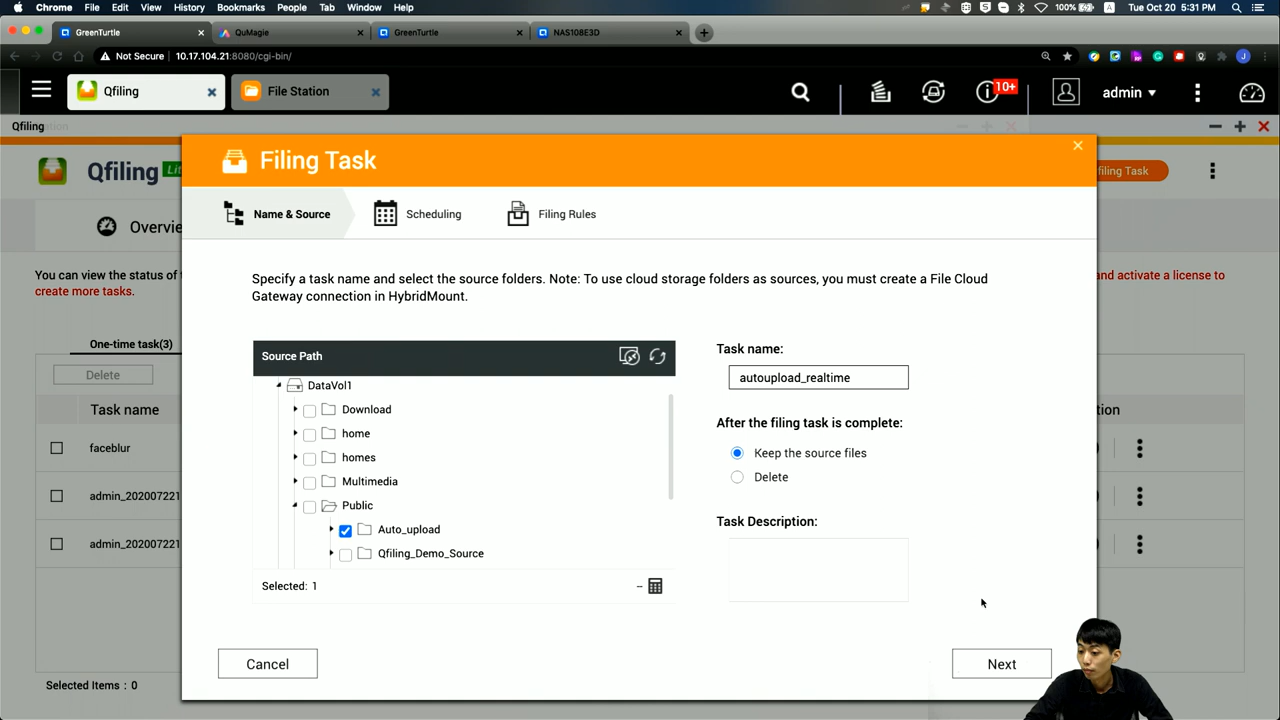 Chrome File Edit View History Bookmarks People Tab Window Help 100% A Tue Oct 20 5:31 PM
GreenTurtle QuMagie GreenTurtle NAS108E3D
Not Secure 10.17.104.21:8080/cgi-bin/
Qfiling File Station 10+ admin
Qfiling
Qfiling Lit
Filing Task
filing Task
Name & Source Scheduling Filing Rules
Overvie
You can view the status of
create more tasks.
and activate a license to
Specify a task name and select the source folders. Note: To use cloud storage folders as sources, you must create a File Cloud
Gateway connection in HybridMount.
One-time task(3)
Delete
Task name
tion
faceblur
admin_202007221
admin_202007221
Selected Items : 0
Source Path
DataVol1
Download
home
homes
Multimedia
Public
Auto_upload
Qfiling_Demo_Source
Selected: 1
Task name:
autoupload_realtime
After the filing task is complete:
Keep the source files
Delete
Task Description:
Cancel
Next